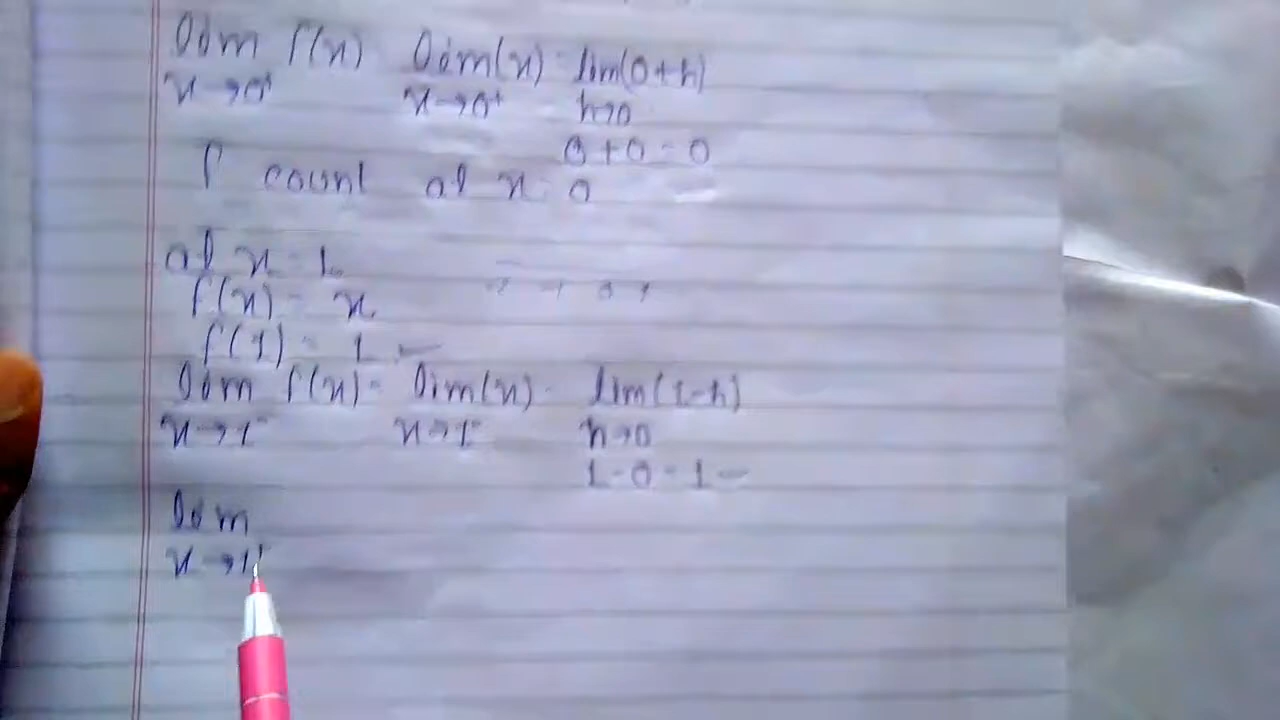 lim f(x) = lim(x) = lim(0+h)
x→0⁺ x→0⁺ h→0
0+0=0
f count at x=0
at x=1
f(x) = x
f(1) = 1
lim f(x) = lim(x) = lim(1-h)
x→1⁻ x→1⁻ h→0
1-0=1
lim
x→1⁺